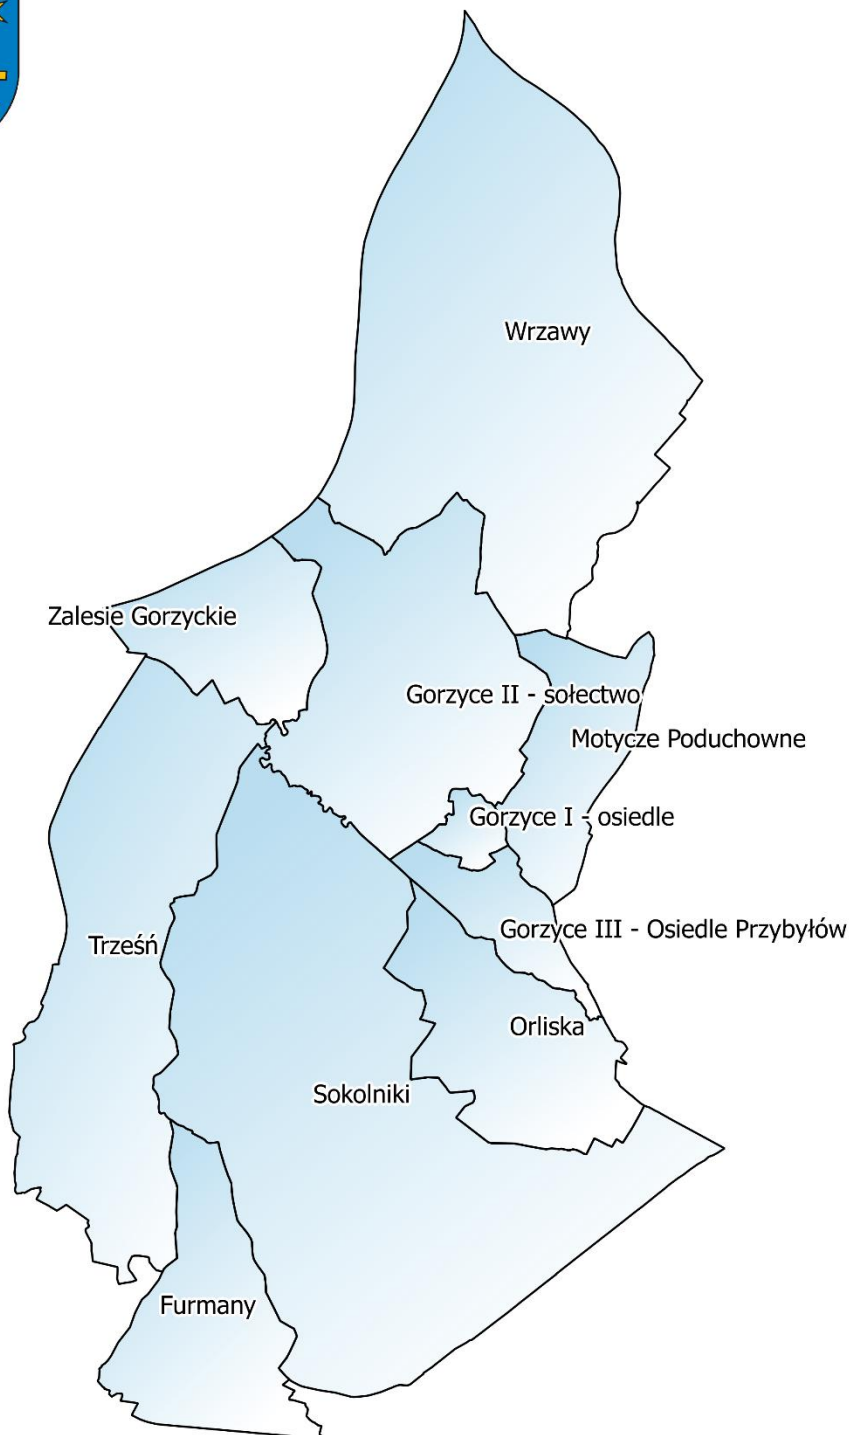 Wrzawy
Zalesie Gorzyckie
Gorzyce II - sołectwo
Motycze Poduchowne
Gorzyce I - osiedle
Gorzyce III - Osiedle Przybyłów
Trześń
Orliska
Sokolniki
Furmany